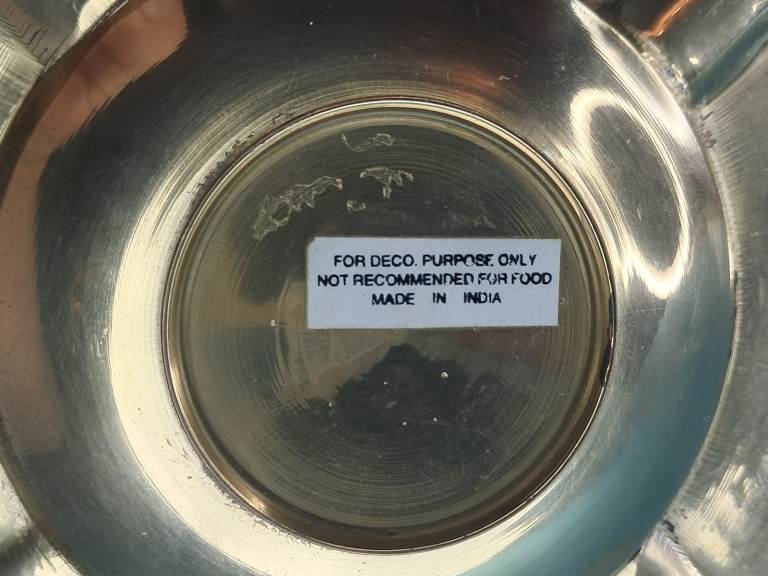 FOR DECO. PURPOSE ONLY
NOT RECOMMENDED FOR FOOD
MADE IN INDIA